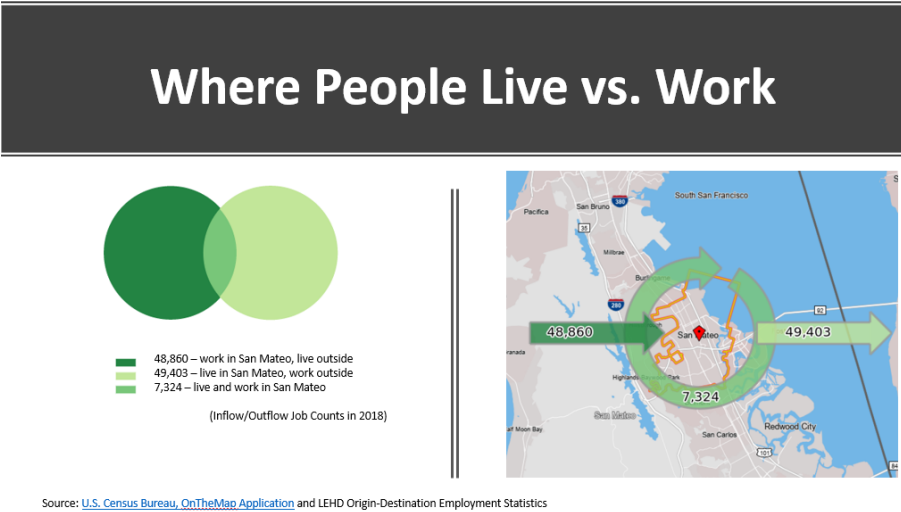 Where People Live vs. Work
48,860 – work in San Mateo, live outside
49,403 – live in San Mateo, work outside
7,324 – live and work in San Mateo
(Inflow/Outflow Job Counts in 2018)
South San Francisco
Pacifica
San Bruno
380
35
Millbrae
280
92
48,860
San Mateo
49,403
7,324
San Mateo
Redwood City
alf Moon Bay
San Carlos
101
84
Source: U.S. Census Bureau, OnTheMap Application and LEHD Origin-Destination Employment Statistics